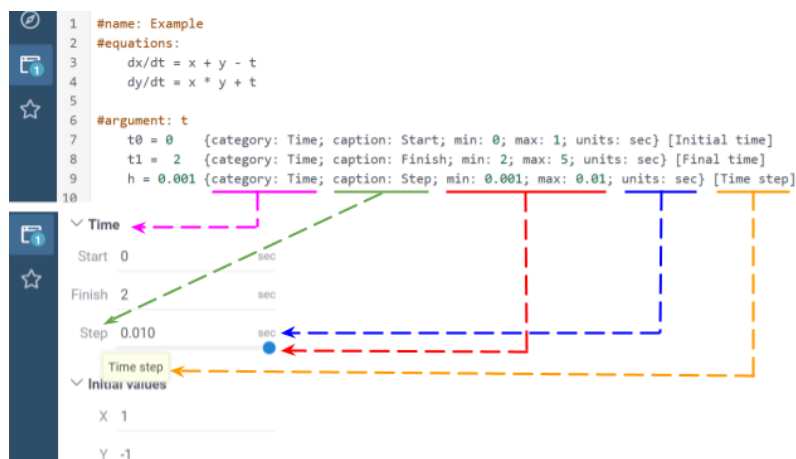 1 #name: Example
2 #equations:
3 dx/dt = x + y - t
4 dy/dt = x * y + t
5
6 #argument: t
7 t0 = 0 {category: Time; caption: Start; min: 0; max: 1; units: sec} [Initial time]
8 t1 = 2 {category: Time; caption: Finish; min: 2; max: 5; units: sec} [Final time]
9 h = 0.001 {category: Time; caption: Step; min: 0.001; max: 0.01; units: sec} [Time step]
10
1
1
Time
Start 0 sec
Finish 2 sec
Step 0.010 sec
Time step
Initial values
X 1
Y -1